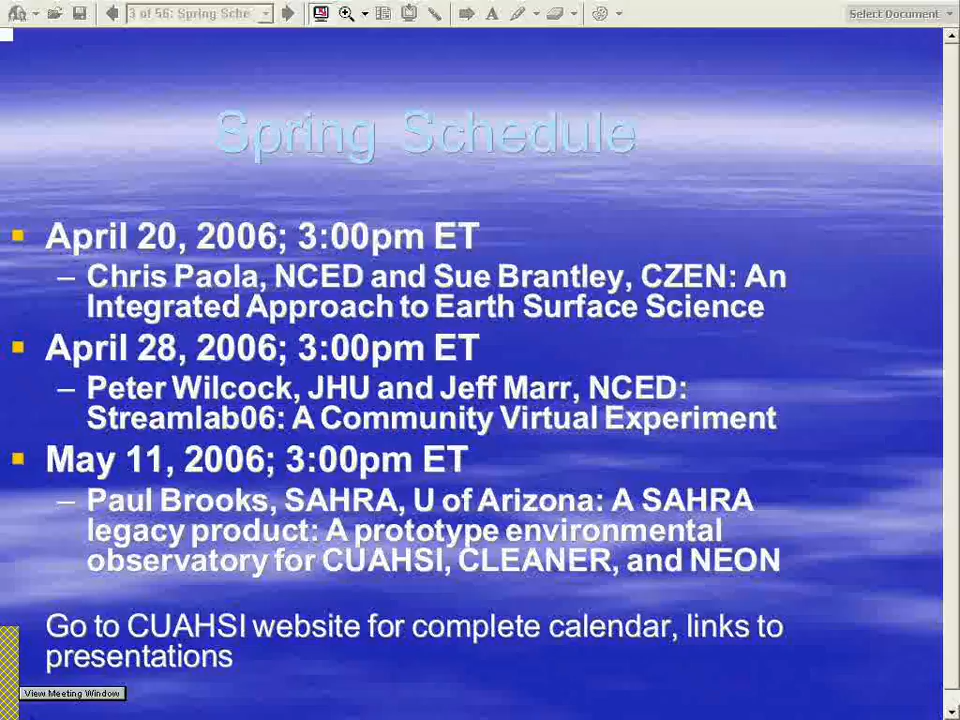 3 of 56: Spring Sche
Select Document
Spring Schedule
April 20, 2006; 3:00pm ET
– Chris Paola, NCED and Sue Brantley, CZEN: An
Integrated Approach to Earth Surface Science
April 28, 2006; 3:00pm ET
– Peter Wilcock, JHU and Jeff Marr, NCED:
Streamlab06: A Community Virtual Experiment
May 11, 2006; 3:00pm ET
– Paul Brooks, SAHRA, U of Arizona: A SAHRA
legacy product: A prototype environmental
observatory for CUAHSI, CLEANER, and NEON
Go to CUAHSI website for complete calendar, links to
presentations
View Meeting Window